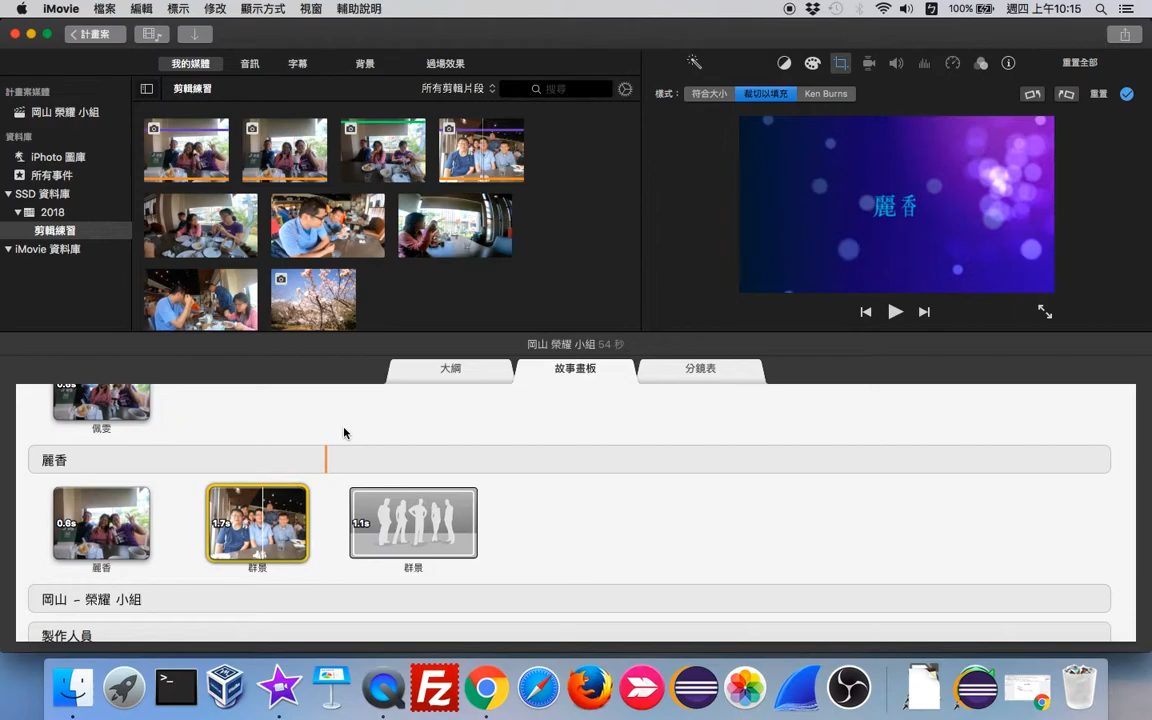 iMovie 檔案 編輯 標示 修改 顯示方式 視窗 輔助說明 100% 週四上午10:15
計畫案
我的媒體 音訊 字幕 背景 過場效果 重置全部
計畫案媒體
岡山 榮耀 小組
資料庫
iPhoto 圖庫
所有事件
SSD 資料庫
2018
剪輯練習
iMovie 資料庫
剪輯練習 所有剪輯片段 搜尋
樣式： 符合大小 裁切以填充 Ken Burns 重置
麗香
岡山 榮耀 小組 54 秒
大綱 故事畫板 分鏡表
0.6s
佩雯
麗香
0.6s 1.7s 1.1s
麗香 群景 群景
岡山 - 榮耀 小組
製作人員